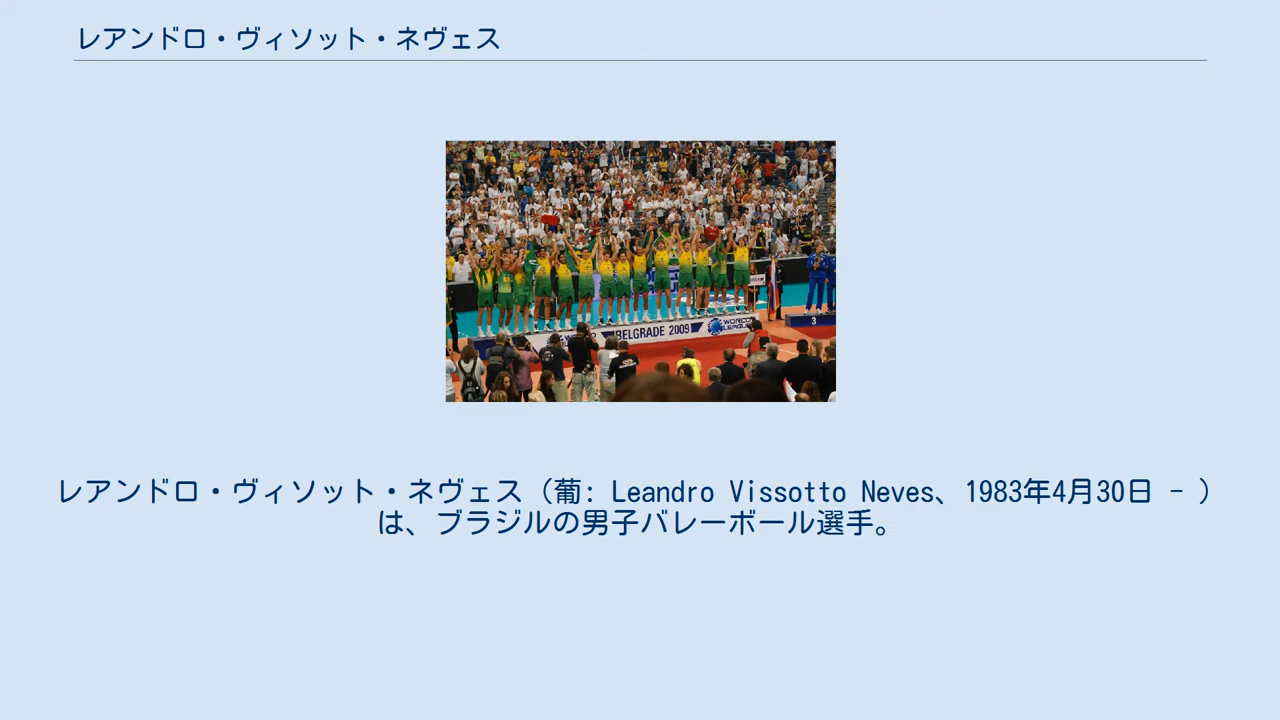 レアンドロ・ヴィソット・ネヴェス
BELGRADE 2009
WORLD
LEAGUE
3
レアンドロ・ヴィソット・ネヴェス（葡: Leandro Vissotto Neves、1983年4月30日 - ）
は、ブラジルの男子バレーボール選手。